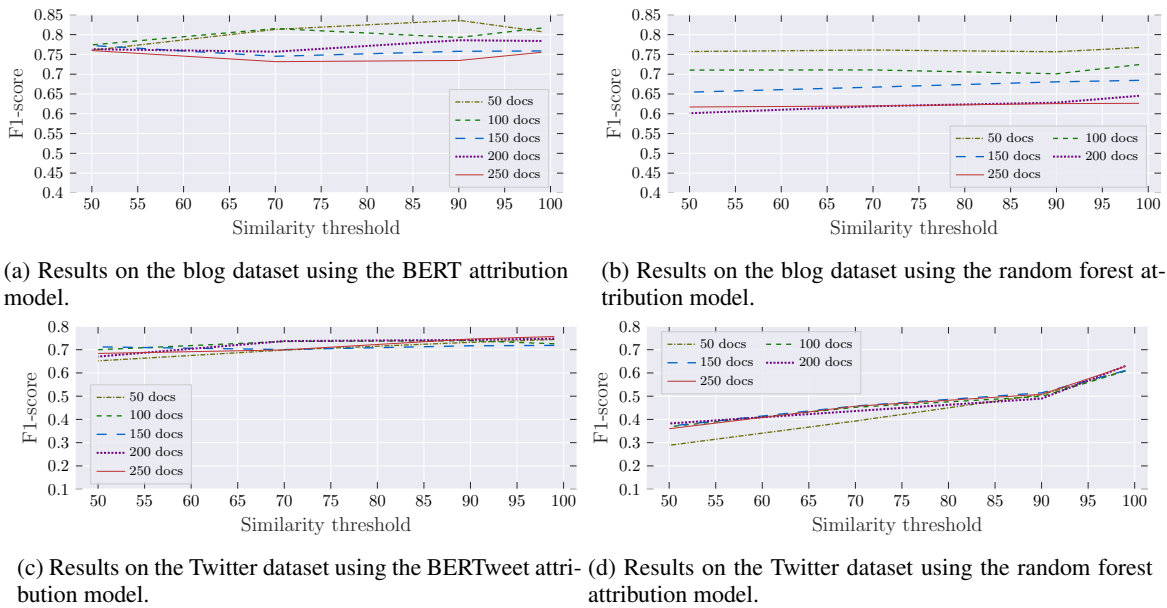 0.85
0.8
0.75
0.7
0.65
0.6
0.55
0.5
0.45
0.4
F1-score
50 docs
100 docs
150 docs
200 docs
250 docs
50 55 60 65 70 75 80 85 90 95 100
Similarity threshold
(a) Results on the blog dataset using the BERT attribution
model.
0.85
0.8
0.75
0.7
0.65
0.6
0.55
0.5
0.45
0.4
F1-score
50 docs 100 docs
150 docs 200 docs
250 docs
50 55 60 65 70 75 80 85 90 95 100
Similarity threshold
(b) Results on the blog dataset using the random forest at-
tribution model.
0.8
0.7
0.6
0.5
0.4
0.3
0.2
0.1
F1-score
50 docs
100 docs
150 docs
200 docs
250 docs
50 55 60 65 70 75 80 85 90 95 100
Similarity threshold
(c) Results on the Twitter dataset using the BERTweet attri-
bution model.
0.8
0.7
0.6
0.5
0.4
0.3
0.2
0.1
F1-score
50 docs 100 docs
150 docs 200 docs
250 docs
50 55 60 65 70 75 80 85 90 95 100
Similarity threshold
(d) Results on the Twitter dataset using the random forest
attribution model.